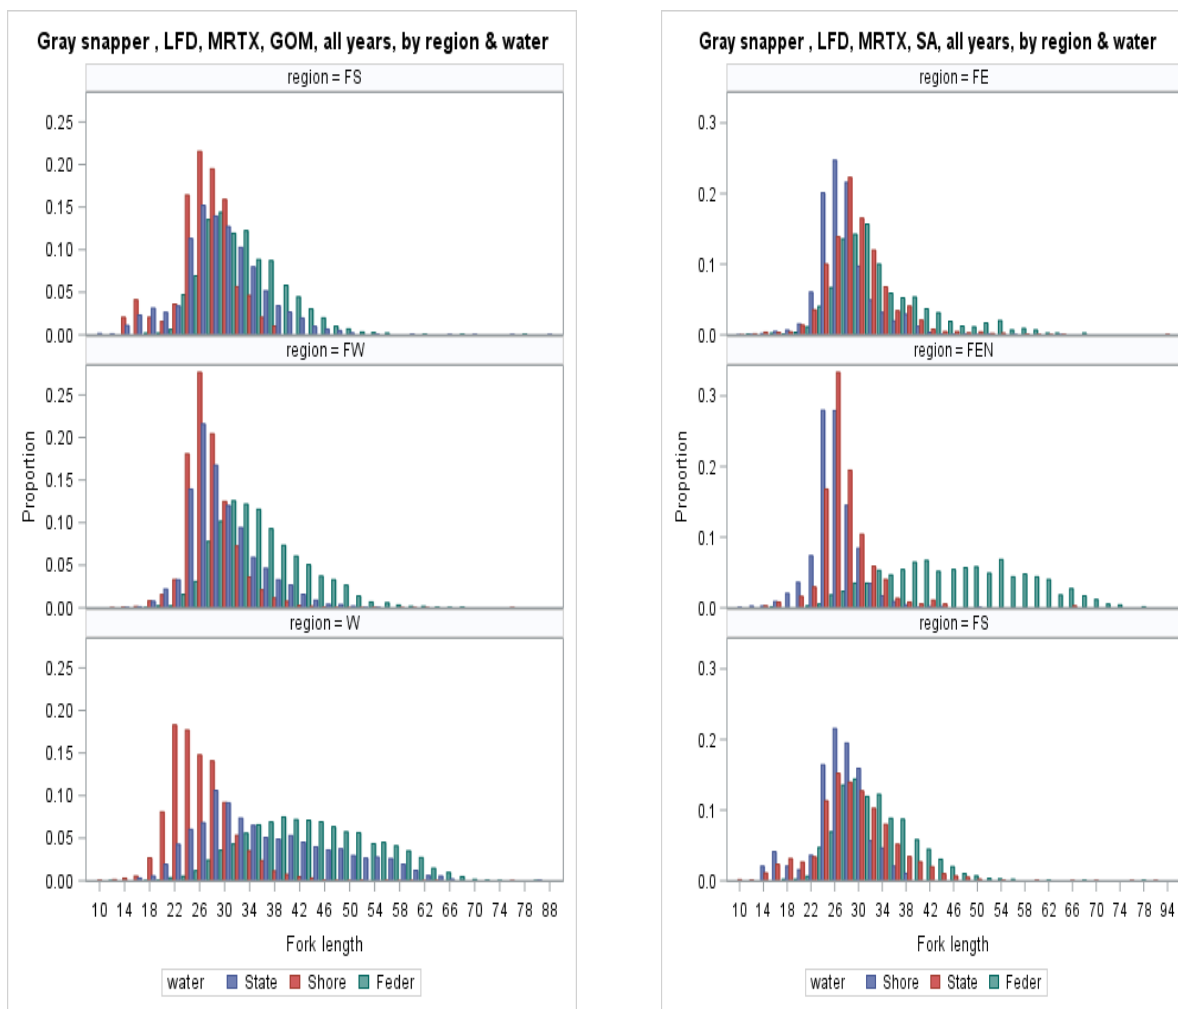 Gray snapper , LFD, MRTX, GOM, all years, by region & water
region = FS
0.25
0.20
0.15
0.10
0.05
0.00
region = FW
0.25
0.20
0.15
0.10
0.05
0.00
region = W
0.25
0.20
0.15
0.10
0.05
0.00
Proportion
10 14 18 22 26 30 34 38 42 46 50 54 58 62 66 70 74 78 88
Fork length
water State Shore Feder
Gray snapper , LFD, MRTX, SA, all years, by region & water
region = FE
0.3
0.2
0.1
0.0
region = FEN
0.3
0.2
0.1
0.0
region = FS
0.3
0.2
0.1
0.0
Proportion
10 14 18 22 26 30 34 38 42 46 50 54 58 62 66 70 74 78 94
Fork length
water Shore State Feder